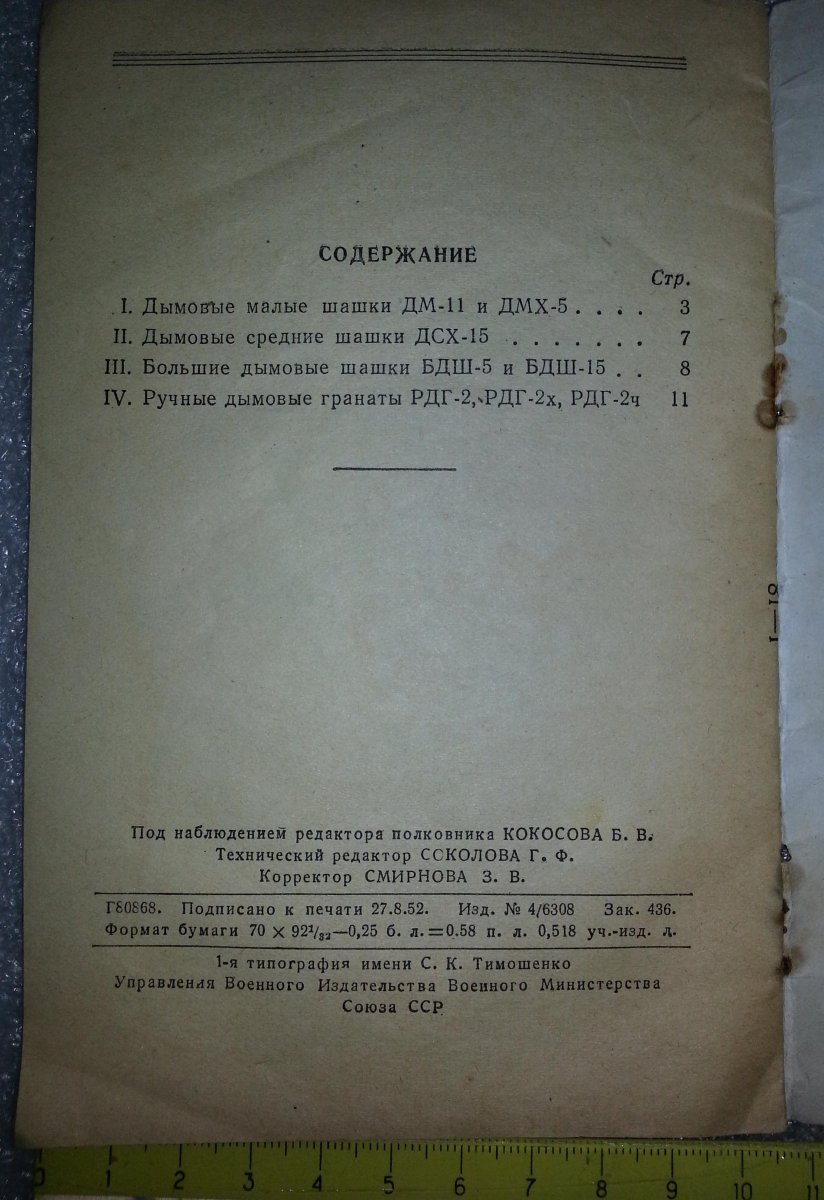 СОДЕРЖАНИЕ
Стр.
I. Дымовые малые шашки ДМ-11 и ДМХ-5 . . . . 3
II. Дымовые средние шашки ДСХ-15 . . . . . . . 7
III. Большие дымовые шашки БДШ-5 и БДШ-15 . . 8
IV. Ручные дымовые гранаты РДГ-2, РДГ-2х, РДГ-2ч 11
Под наблюдением редактора полковника КОКОСОВА Б. В.
Технический редактор СОКОЛОВА Г. Ф.
Корректор СМИРНОВА З. В.
Г80868. Подписано к печати 27.8.52. Изд. № 4/6308 Зак. 436.
Формат бумаги 70 × 92¹/₃₂—0,25 б. л.=0.58 п. л. 0,518 уч.-изд. л.
1-я типография имени С. К. Тимошенко
Управления Военного Издательства Военного Министерства
Союза ССР
0 1 2 3 4 5 6 7 8 9 10 11